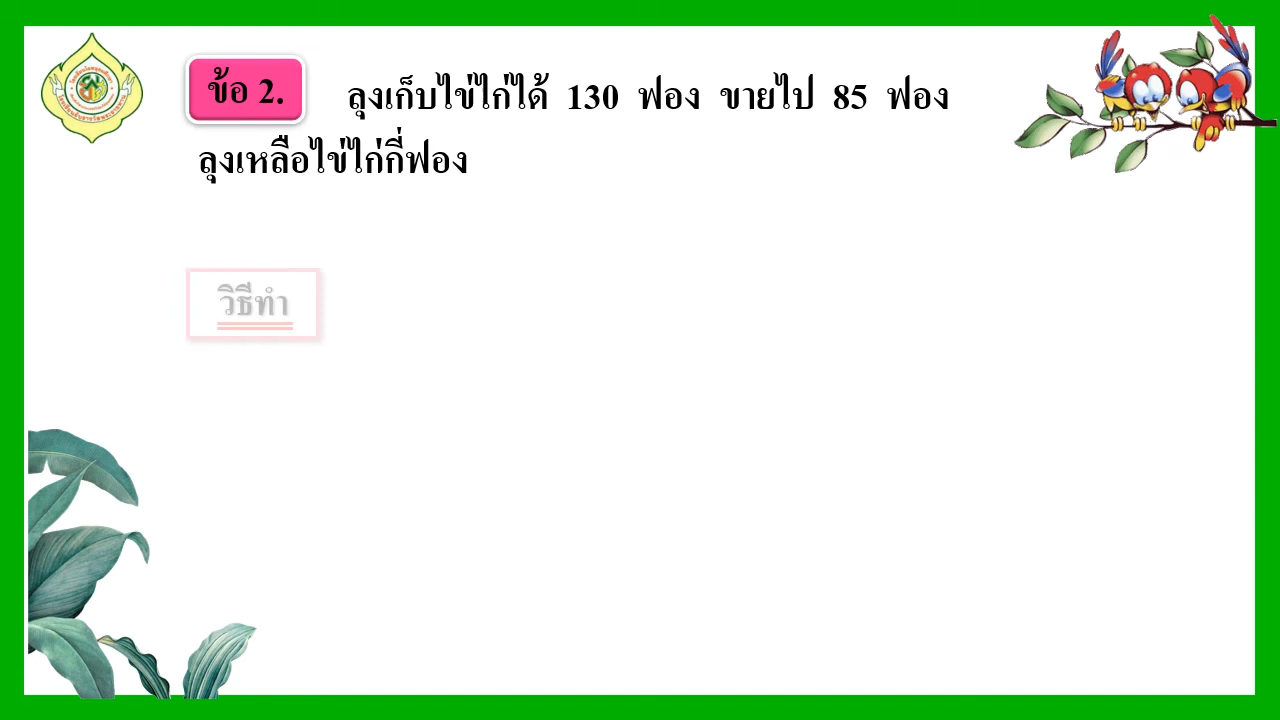 ข้อ 2. ลุงเก็บไข่ไก่ได้ 130 ฟอง ขายไป 85 ฟอง
ลุงเหลือไข่ไก่กี่ฟอง
วิธีทำ